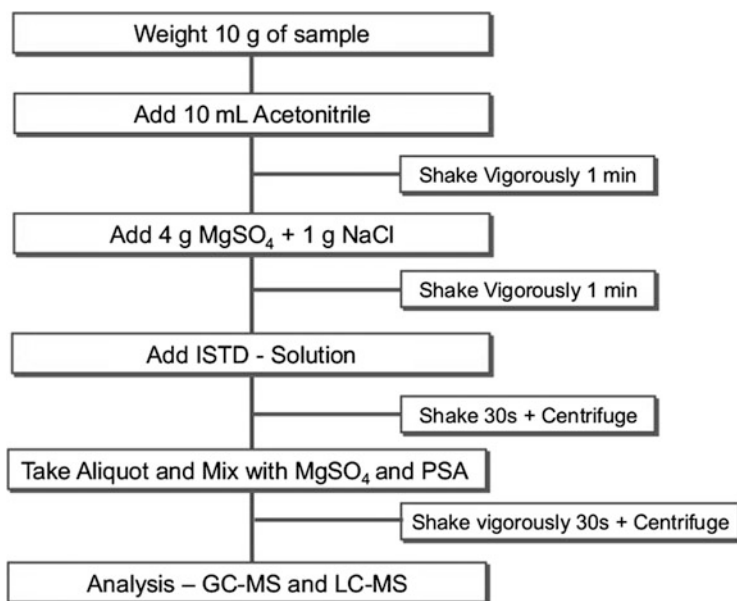 Weight 10 g of sample
Add 10 mL Acetonitrile
Shake Vigorously 1 min
Add 4 g MgSO₄ + 1 g NaCl
Shake Vigorously 1 min
Add ISTD - Solution
Shake 30s + Centrifuge
Take Aliquot and Mix with MgSO₄ and PSA
Shake vigorously 30s + Centrifuge
Analysis – GC-MS and LC-MS